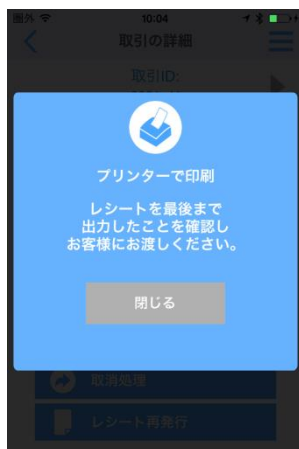 圏外 10:04
取引の詳細
取引ID:
プリンターで印刷
レシートを最後まで
出力したことを確認し
お客様にお渡しください。
閉じる
取消処理
レシート再発行